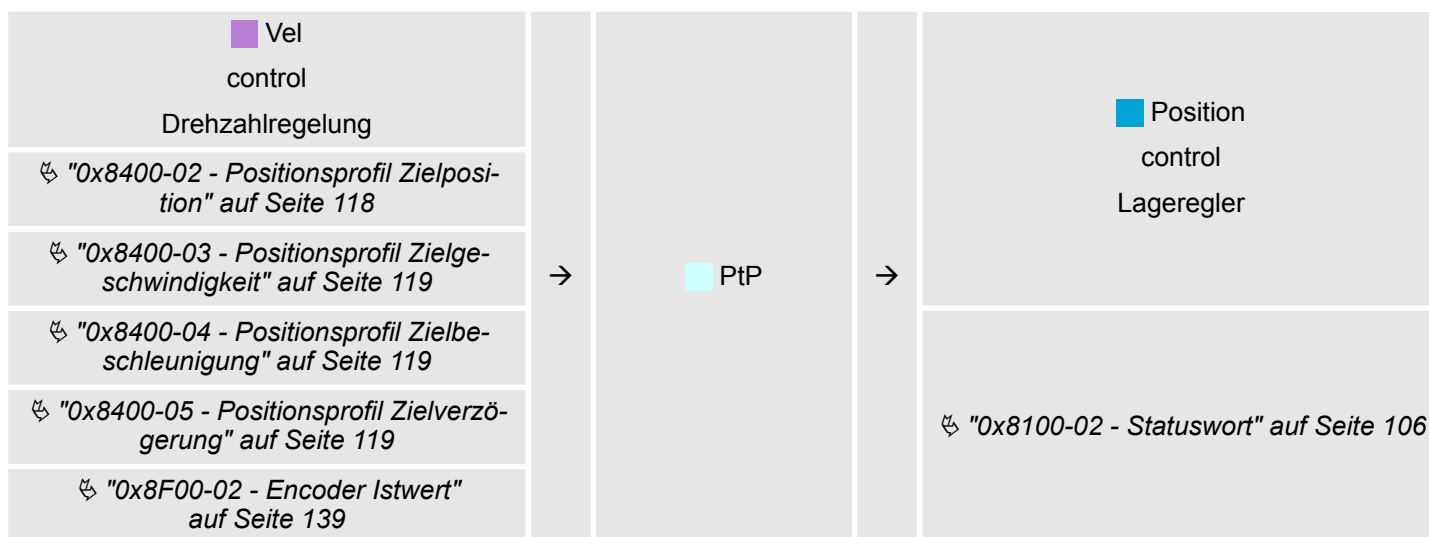 Vel
control
Drehzahlregelung
"0x8400-02 - Positionsprofil Zielposi-
tion" auf Seite 118
"0x8400-03 - Positionsprofil Zielge-
schwindigkeit" auf Seite 119
"0x8400-04 - Positionsprofil Zielbe-
schleunigung" auf Seite 119
"0x8400-05 - Positionsprofil Zielverzö-
gerung" auf Seite 119
"0x8F00-02 - Encoder Istwert"
auf Seite 139
→
PtP
→
Position
control
Lageregler
"0x8100-02 - Statuswort" auf Seite 106